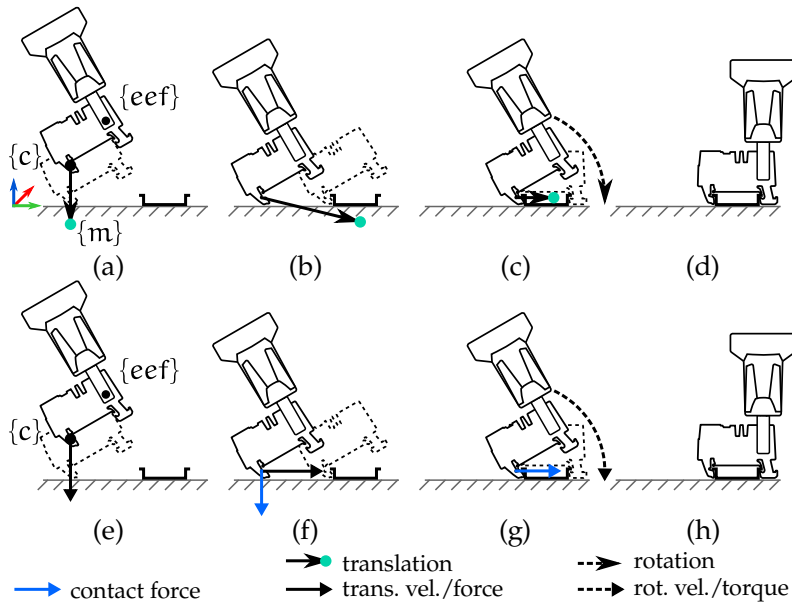 {eef}
{c}
{m}
(a) (b) (c) (d)
{eef}
{c}
(e) (f) (g) (h)
translation rotation
contact force trans. vel./force rot. vel./torque